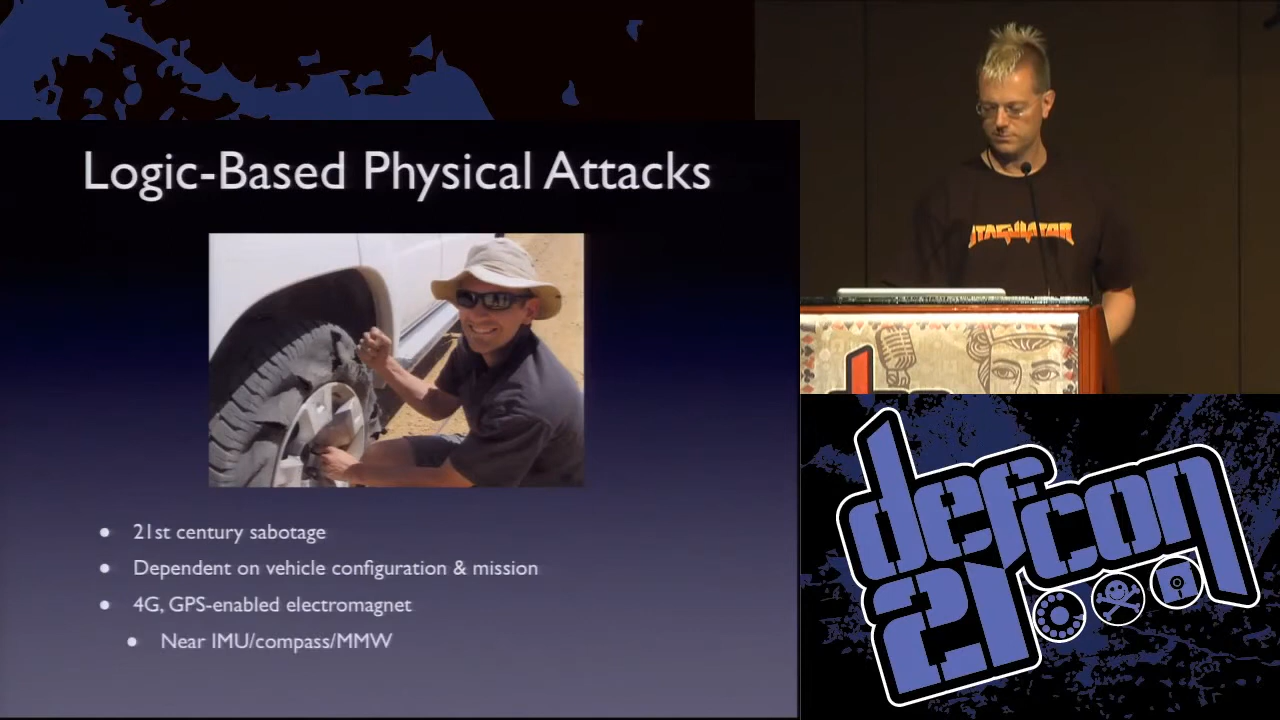 Logic-Based Physical Attacks
21st century sabotage
Dependent on vehicle configuration & mission
4G, GPS-enabled electromagnet
Near IMU/compass/MMW
defcon
21